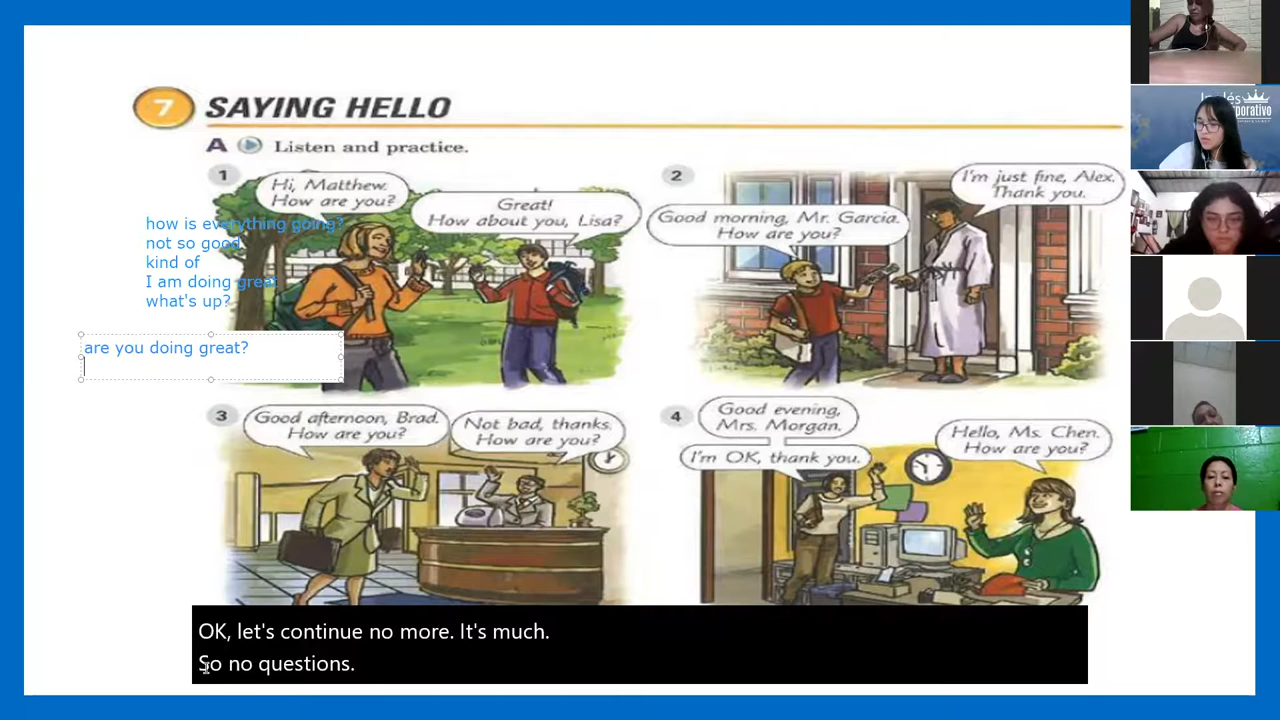 7 SAYING HELLO
A Listen and practice.
1
Hi, Matthew.
How are you?
Great!
How about you, Lisa?
2
Good morning, Mr. Garcia.
How are you?
I'm just fine, Alex.
Thank you.
how is everything going?
not so good
kind of
I am doing great
what's up?
are you doing great?
3
Good afternoon, Brad.
How are you?
Not bad, thanks.
How are you?
4
Good evening,
Mrs. Morgan.
I'm OK, thank you.
Hello, Ms. Chen.
How are you?
OK, let's continue no more. It's much.
So no questions.